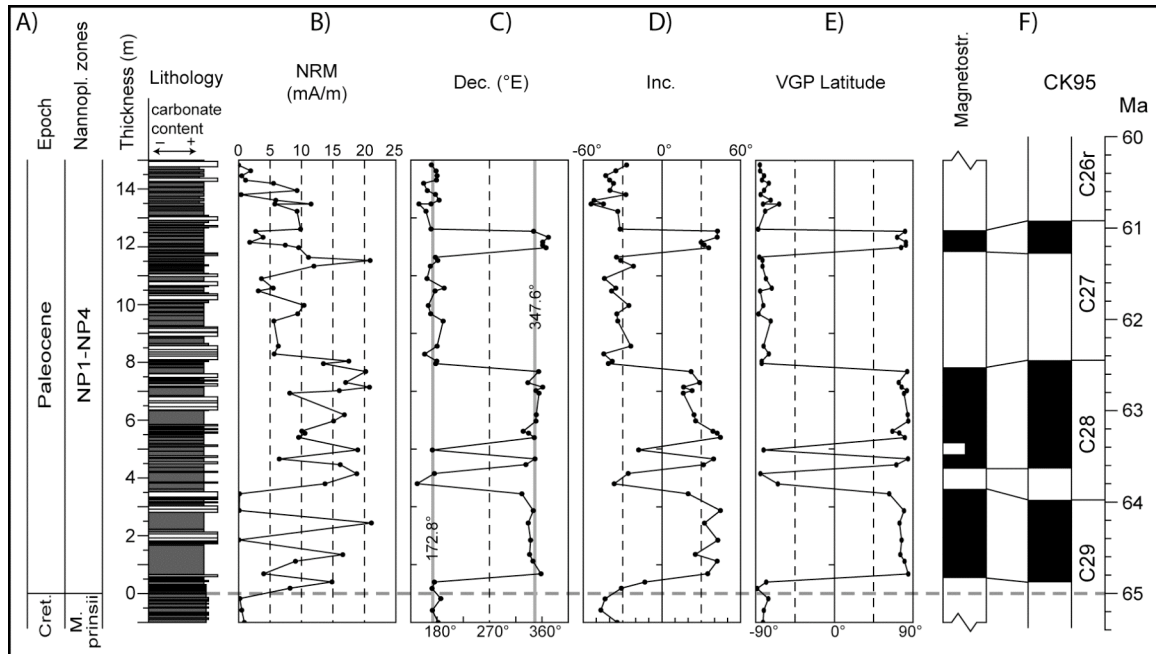 A)
B)
C)
D)
E)
F)
Epoch
Nannopl. zones
Thickness (m)
Lithology
carbonate
content
– +
NRM
(mA/m)
Dec. (°E)
Inc.
VGP Latitude
Magnetostr.
CK95
Ma
0 5 10 15 20 25
-60° 0° 60°
60
61
62
63
64
65
14
12
10
8
6
4
2
0
Paleocene
NP1-NP4
Cret.
M.
prinsii
172.8°
347.6°
C26r
C27
C28
C29
180° 270° 360°
-90° 0° 90°